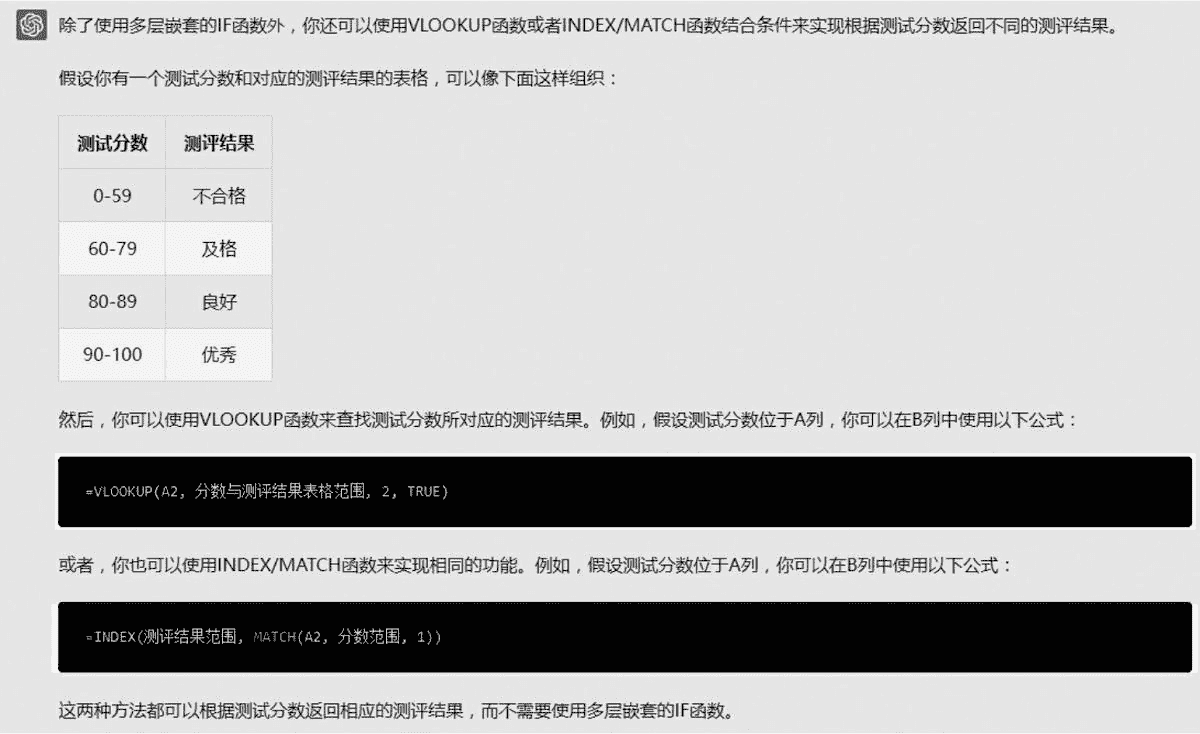 除了使用多层嵌套的IF函数外，你还可以使用VLOOKUP函数或者INDEX/MATCH函数结合条件来实现根据测试分数返回不同的测评结果。
假设你有一个测试分数和对应的测评结果的表格，可以像下面这样组织：
测试分数 测评结果
0-59 不合格
60-79 及格
80-89 良好
90-100 优秀
然后，你可以使用VLOOKUP函数来查找测试分数所对应的测评结果。例如，假设测试分数位于A列，你可以在B列中使用以下公式：
=VLOOKUP(A2, 分数与测评结果表格范围, 2, TRUE)
或者，你也可以使用INDEX/MATCH函数来实现相同的功能。例如，假设测试分数位于A列，你可以在B列中使用以下公式：
=INDEX(测评结果范围, MATCH(A2, 分数范围, 1))
这两种方法都可以根据测试分数返回相应的测评结果，而不需要使用多层嵌套的IF函数。